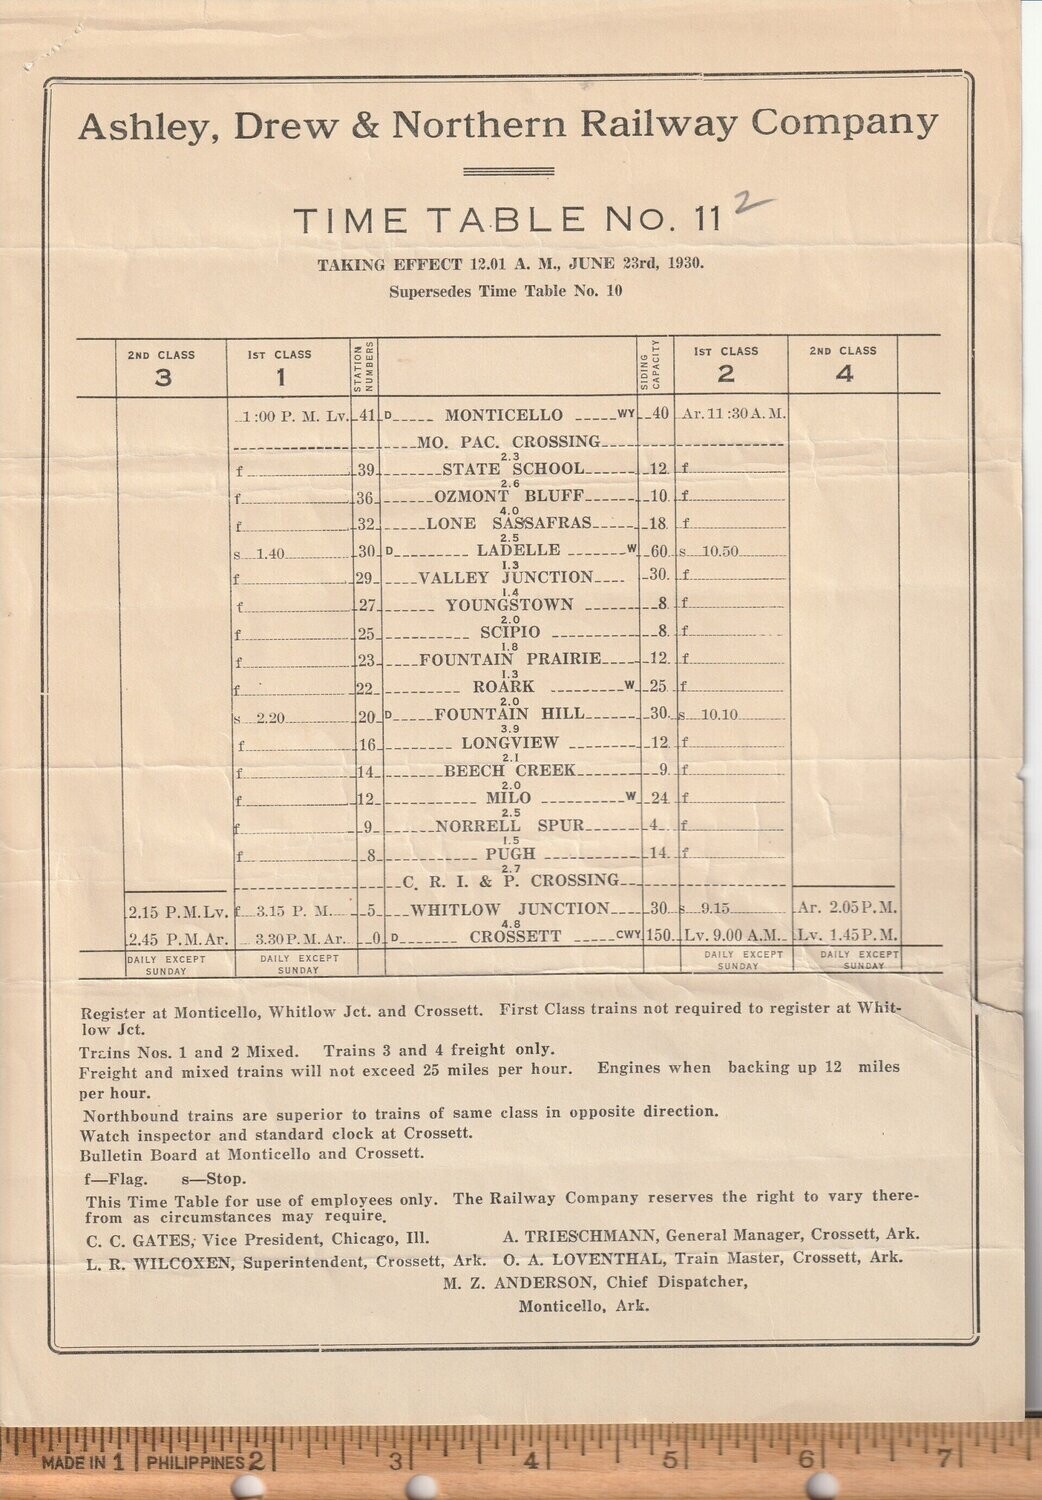 Ashley, Drew & Northern Railway Company
TIME TABLE No. 11 2
TAKING EFFECT 12.01 A. M., JUNE 23rd, 1930.
Supersedes Time Table No. 10
2ND CLASS 3 1ST CLASS 1 STATION NUMBERS SIDING CAPACITY 1ST CLASS 2 2ND CLASS 4
1:00 P. M. Lv. 41 D MONTICELLO WY 40 Ar. 11:30 A. M.
MO. PAC. CROSSING
2.3
f 39 STATE SCHOOL 12 f
2.6
f 36 OZMONT BLUFF 10 f
4.0
f 32 LONE SASSAFRAS 18 f
2.5
s 1.40 30 D LADELLE W 60 s 10.50
1.3
f 29 VALLEY JUNCTION 30 f
1.4
f 27 YOUNGSTOWN 8 f
2.0
f 25 SCIPIO 8 f
1.8
f 23 FOUNTAIN PRAIRIE 12 f
1.3
f 22 ROARK W 25 f
2.0
s 2.20 20 D FOUNTAIN HILL 30 s 10.10
3.9
f 16 LONGVIEW 12 f
2.1
f 14 BEECH CREEK 9 f
2.0
f 12 MILO W 24 f
2.5
f 9 NORRELL SPUR 4 f
1.5
f 8 PUGH 14 f
2.7
C. R. I. & P. CROSSING
2.15 P.M. Lv. f 3.15 P. M. 5 WHITLOW JUNCTION 30 s 9.15 Ar. 2.05 P. M.
4.8
2.45 P.M. Ar. 3.30 P. M. Ar. 0 D CROSSETT CWY 150 Lv. 9.00 A.M. Lv. 1.45 P. M.
DAILY EXCEPT SUNDAY DAILY EXCEPT SUNDAY DAILY EXCEPT SUNDAY DAILY EXCEPT SUNDAY
Register at Monticello, Whitlow Jct. and Crossett. First Class trains not required to register at Whit-
low Jct.
Trains Nos. 1 and 2 Mixed. Trains 3 and 4 freight only.
Freight and mixed trains will not exceed 25 miles per hour. Engines when backing up 12 miles
per hour.
Northbound trains are superior to trains of same class in opposite direction.
Watch inspector and standard clock at Crossett.
Bulletin Board at Monticello and Crossett.
f—Flag. s—Stop.
This Time Table for use of employees only. The Railway Company reserves the right to vary there-
from as circumstances may require.
C. C. GATES, Vice President, Chicago, Ill. A. TRIESCHMANN, General Manager, Crossett, Ark.
L. R. WILCOXEN, Superintendent, Crossett, Ark. O. A. LOVENTHAL, Train Master, Crossett, Ark.
M. Z. ANDERSON, Chief Dispatcher,
Monticello, Ark.
MADE IN 1 PHILIPPINES 2 3 4 5 6 7